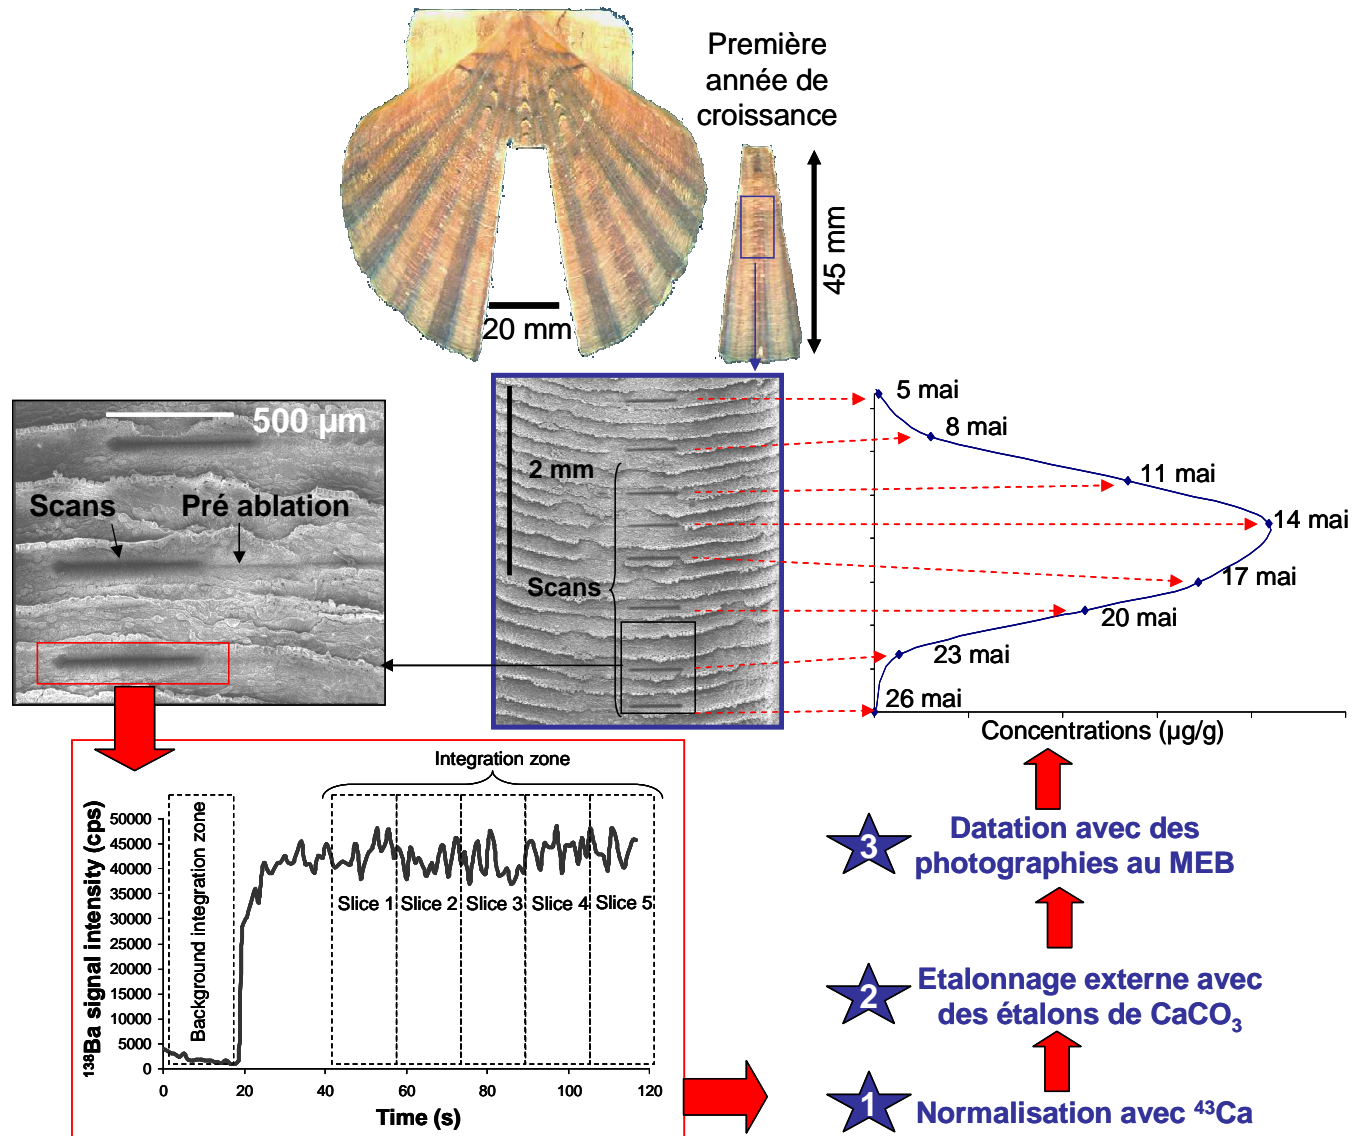 Première
année de
croissance
45 mm
20 mm
500 µm
Scans
Pré ablation
2 mm
Scans
5 mai
8 mai
11 mai
14 mai
17 mai
20 mai
23 mai
26 mai
Concentrations (µg/g)
Integration zone
Background integration zone
¹³⁸Ba signal intensity (cps)
50000
45000
40000
35000
30000
25000
20000
15000
10000
5000
0
Slice 1
Slice 2
Slice 3
Slice 4
Slice 5
0 20 40 60 80 100 120
Time (s)
3
Datation avec des
photographies au MEB
2
Etalonnage externe avec
des étalons de CaCO₃
1
Normalisation avec ⁴³Ca